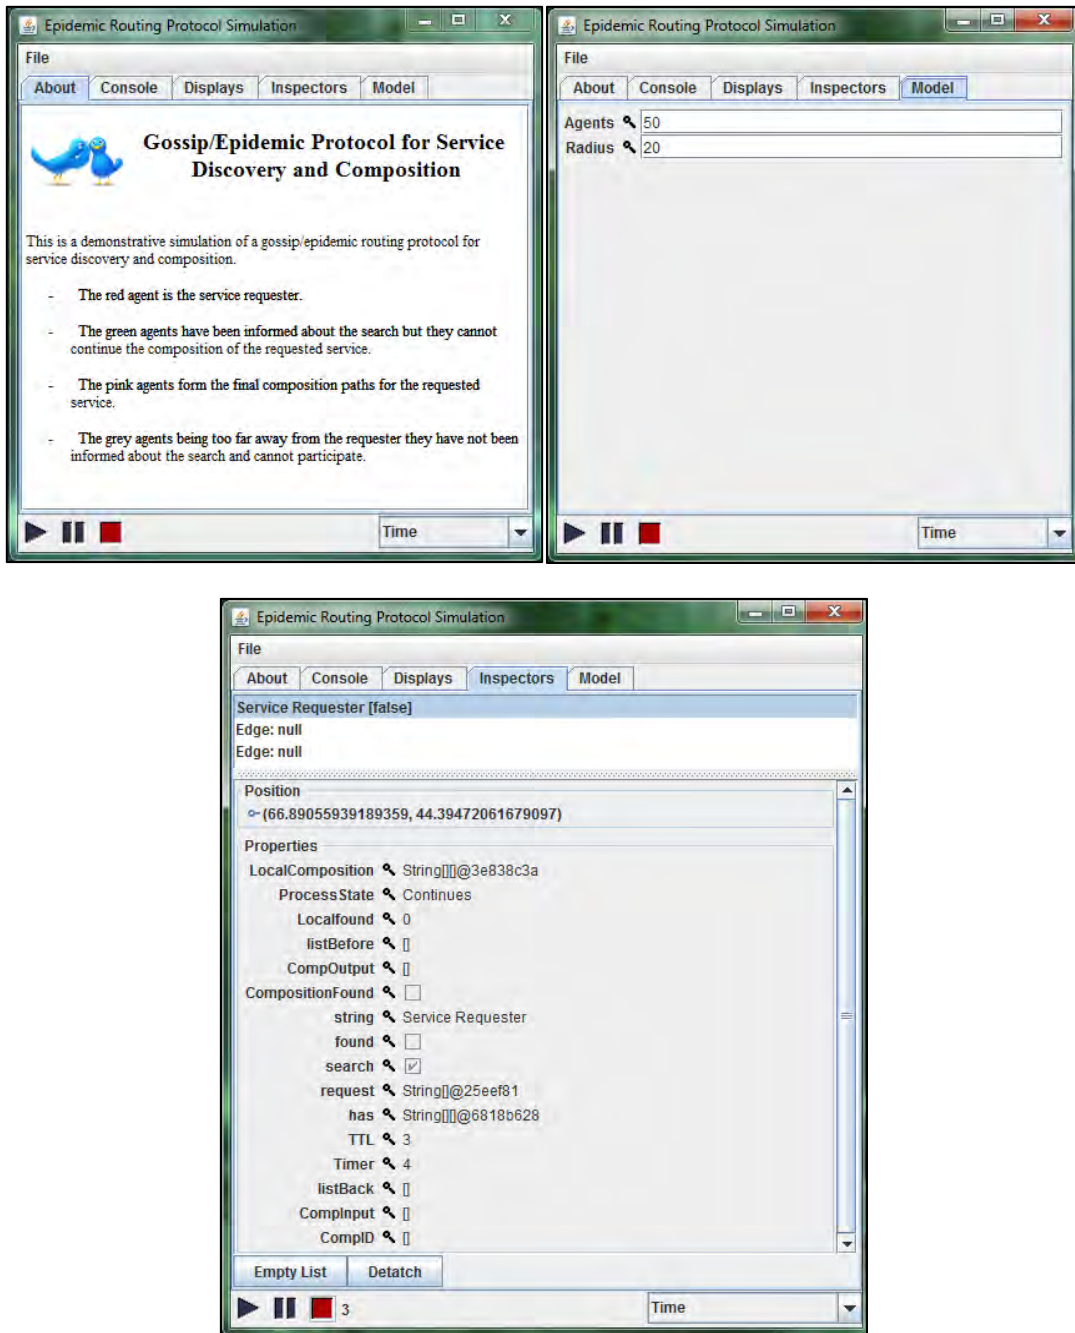 Epidemic Routing Protocol Simulation
File
About Console Displays Inspectors Model
Gossip/Epidemic Protocol for Service
Discovery and Composition
This is a demonstrative simulation of a gossip/epidemic routing protocol for
service discovery and composition.
- The red agent is the service requester.
- The green agents have been informed about the search but they cannot
continue the composition of the requested service.
- The pink agents form the final composition paths for the requested
service.
- The grey agents being too far away from the requester they have not been
informed about the search and cannot participate.
Time
Epidemic Routing Protocol Simulation
File
About Console Displays Inspectors Model
Agents 50
Radius 20
Time
Epidemic Routing Protocol Simulation
File
About Console Displays Inspectors Model
Service Requester [false]
Edge: null
Edge: null
Position
(66.89055939189359, 44.39472061679097)
Properties
LocalComposition String[][]@3e838c3a
ProcessState Continues
Localfound 0
listBefore []
CompOutput []
CompositionFound
string Service Requester
found
search
request String[]@25eef81
has String[][]@6818b628
TTL 3
Timer 4
listBack []
CompInput []
CompID []
Empty List Detatch
3 Time